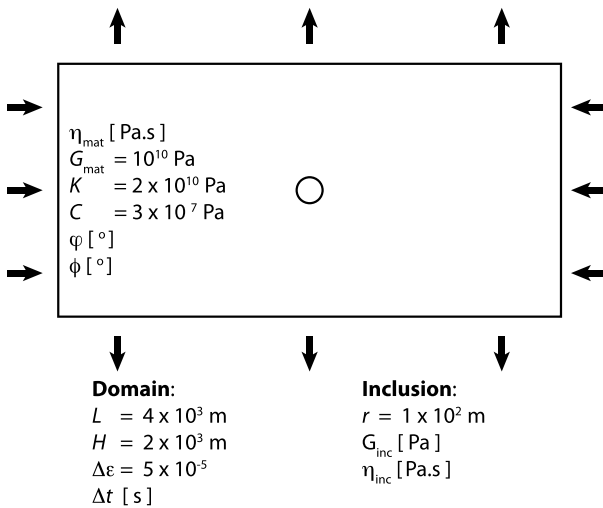 η_mat [ Pa.s ]
G_mat = 10^10 Pa
K = 2 x 10^10 Pa
C = 3 x 10^7 Pa
φ [ º ]
ϕ [ º ]
Domain:
L = 4 x 10^3 m
H = 2 x 10^3 m
Δε = 5 x 10^-5
Δt [ s ]
Inclusion:
r = 1 x 10^2 m
G_inc [ Pa ]
η_inc [Pa.s]